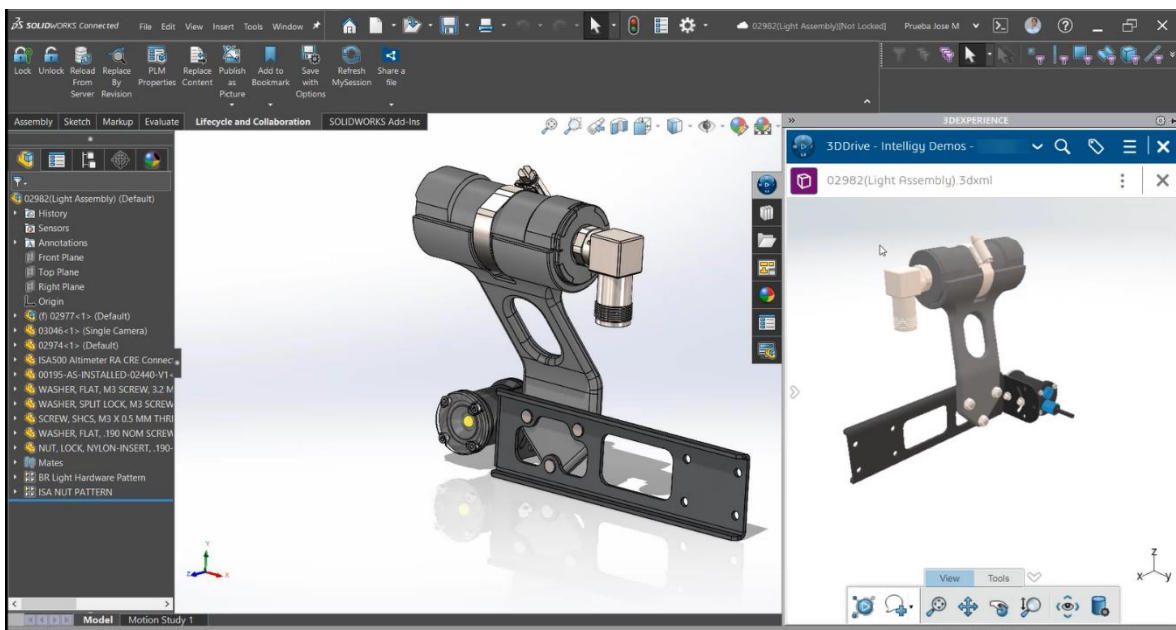 SOLIDWORKS Connected File Edit View Insert Tools Window 02982(Light Assembly)[Not Locked] Prueba Jose M
Lock Unlock Reload From Server Replace By Revision PLM Properties Replace Content Publish as Picture Add to Bookmark Save with Options Refresh MySession Share a file
Assembly Sketch Markup Evaluate Lifecycle and Collaboration SOLIDWORKS Add-Ins
3DEXPERIENCE
3DDrive - Intelligy Demos -
02982(Light Assembly).3dxml
02982(Light Assembly) (Default)
History
Sensors
Annotations
Front Plane
Top Plane
Right Plane
Origin
(f) 02977<1> (Default)
03046<1> (Single Camera)
02974<1> (Default)
ISA500 Altimeter RA CRE Connec
00195-AS-INSTALLED-02440-V1<
WASHER, FLAT, M3 SCREW, 3.2 M
WASHER, SPLIT LOCK, M3 SCREW
SCREW, SHCS, M3 X 0.5 MM THR
WASHER, FLAT, .190 NOM SCREW
NUT, LOCK, NYLON-INSERT, .190-
Mates
BR Light Hardware Pattern
ISA NUT PATTERN
Y
Z X
Z
X Y
View Tools
Model Motion Study 1